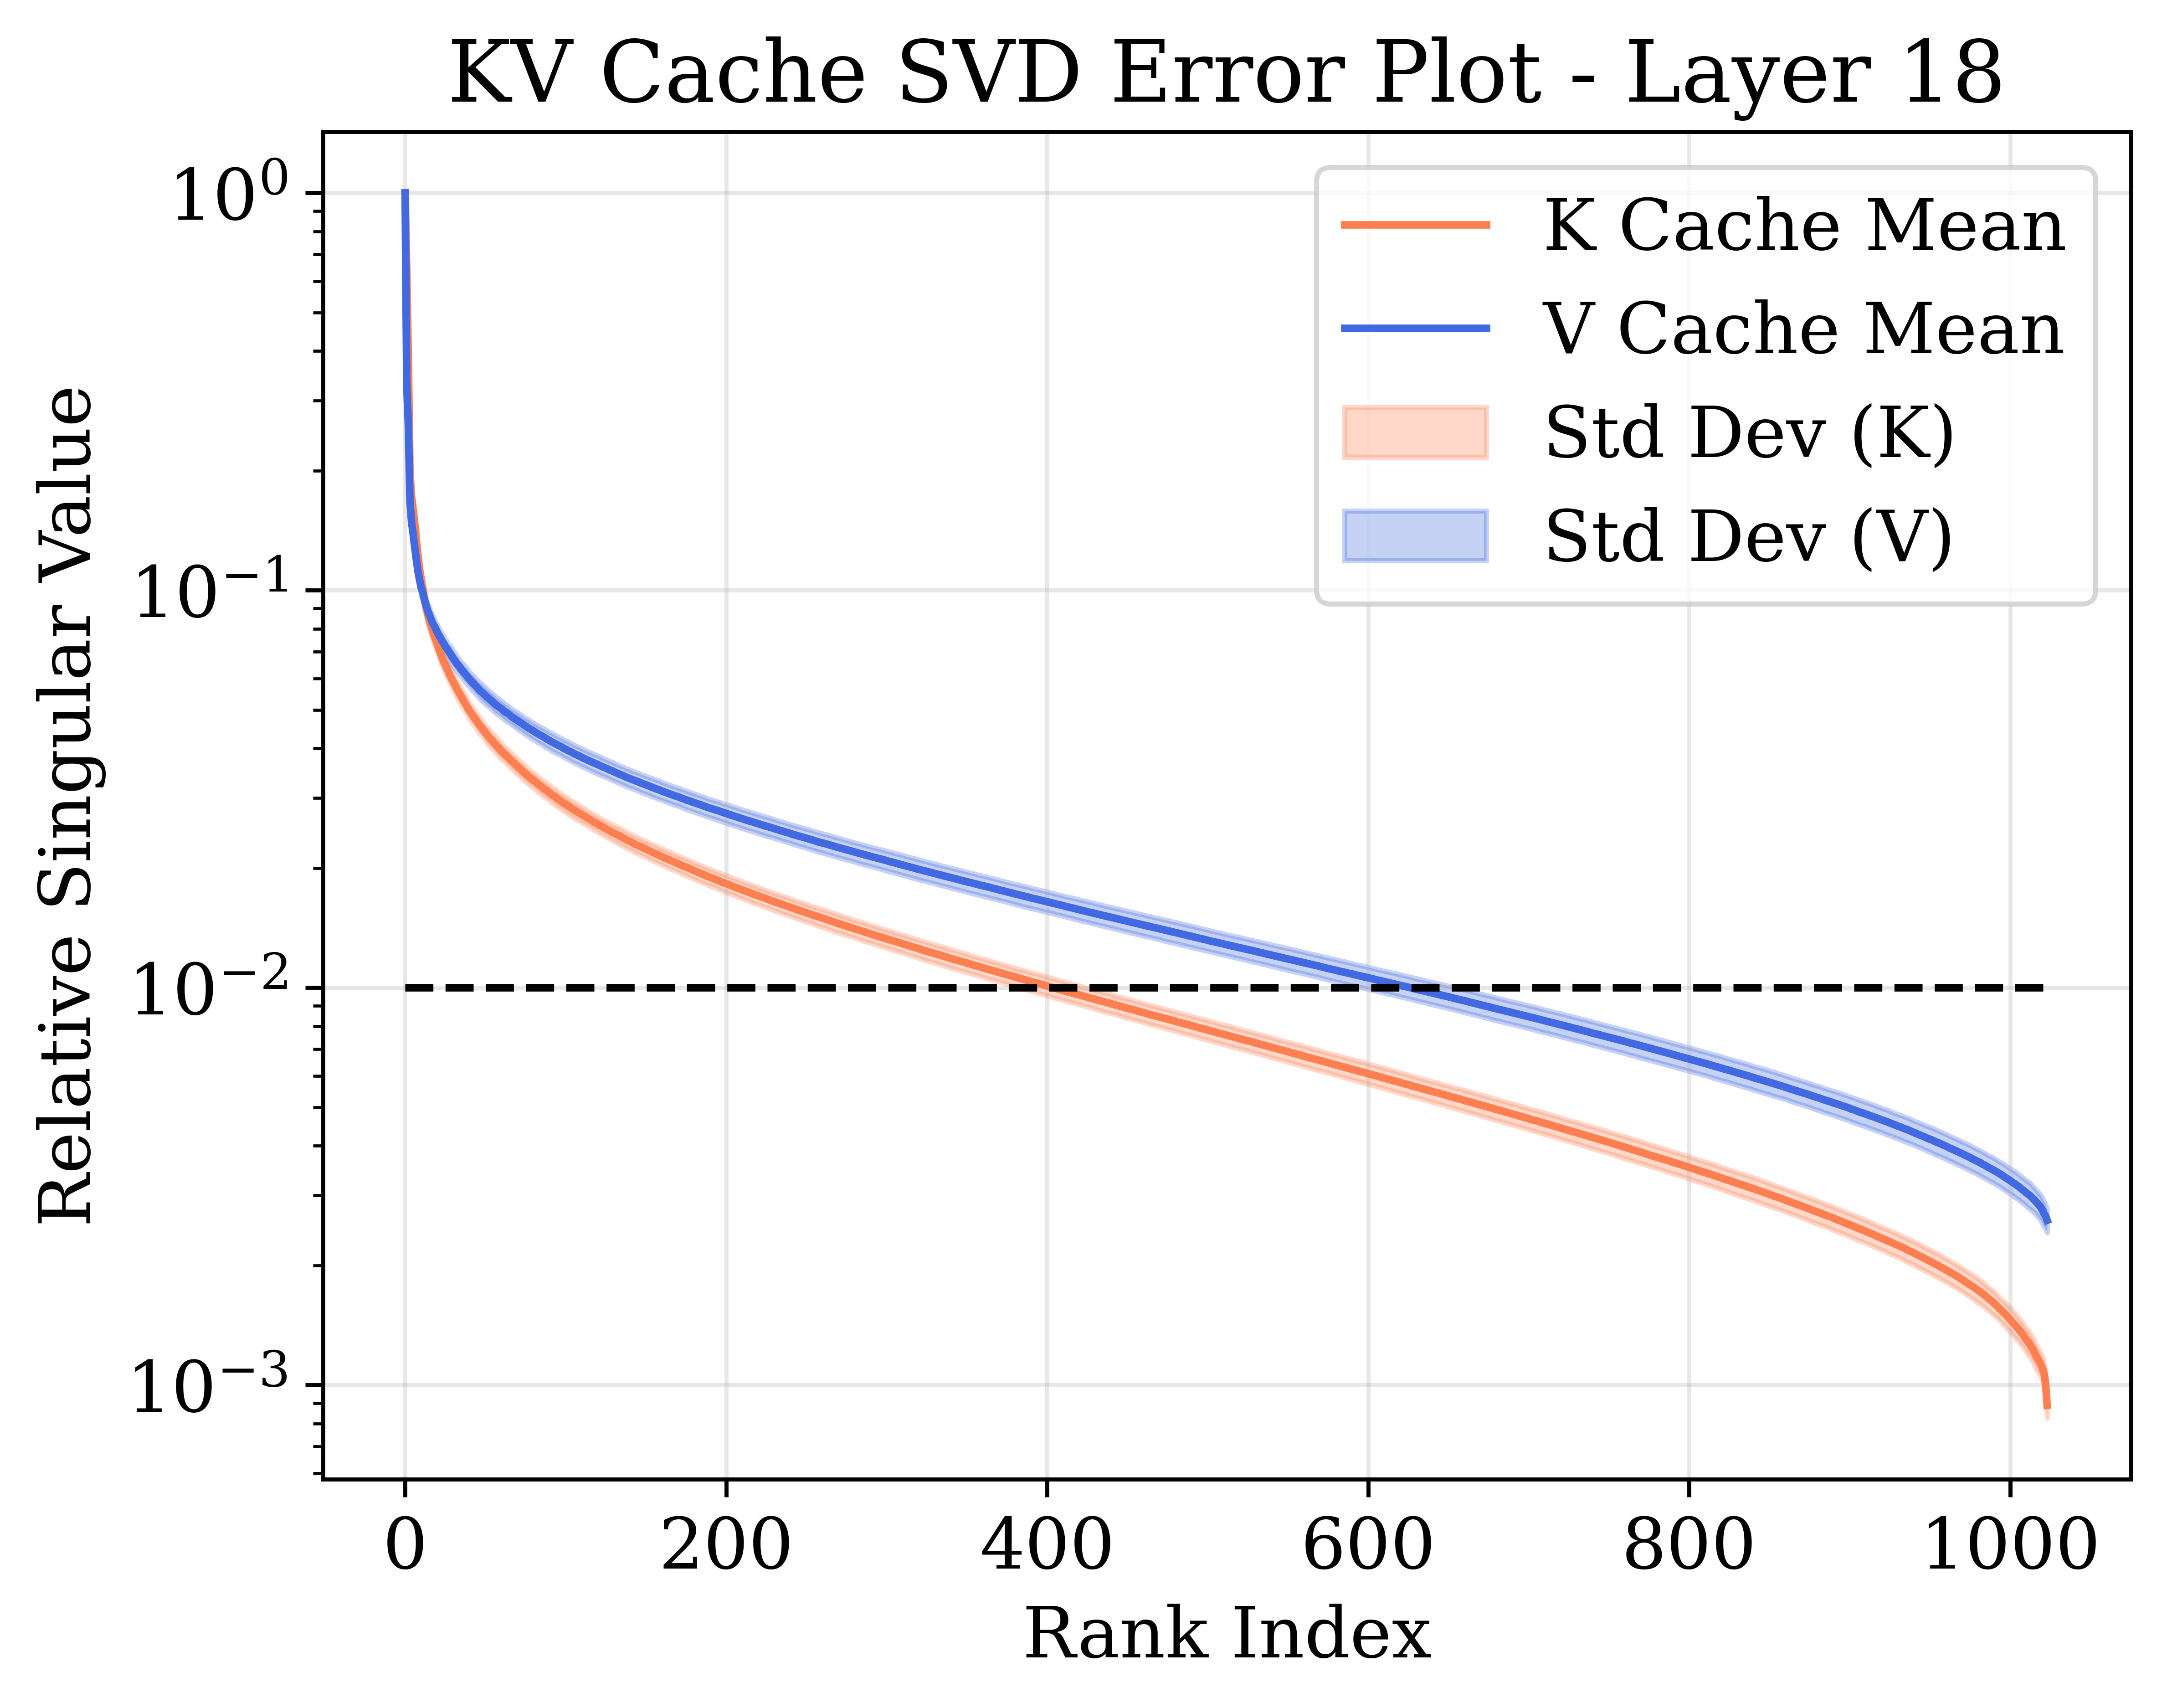 KV Cache SVD Error Plot - Layer 18
Relative Singular Value
10⁰
10⁻¹
10⁻²
10⁻³
K Cache Mean
V Cache Mean
Std Dev (K)
Std Dev (V)
0 200 400 600 800 1000
Rank Index